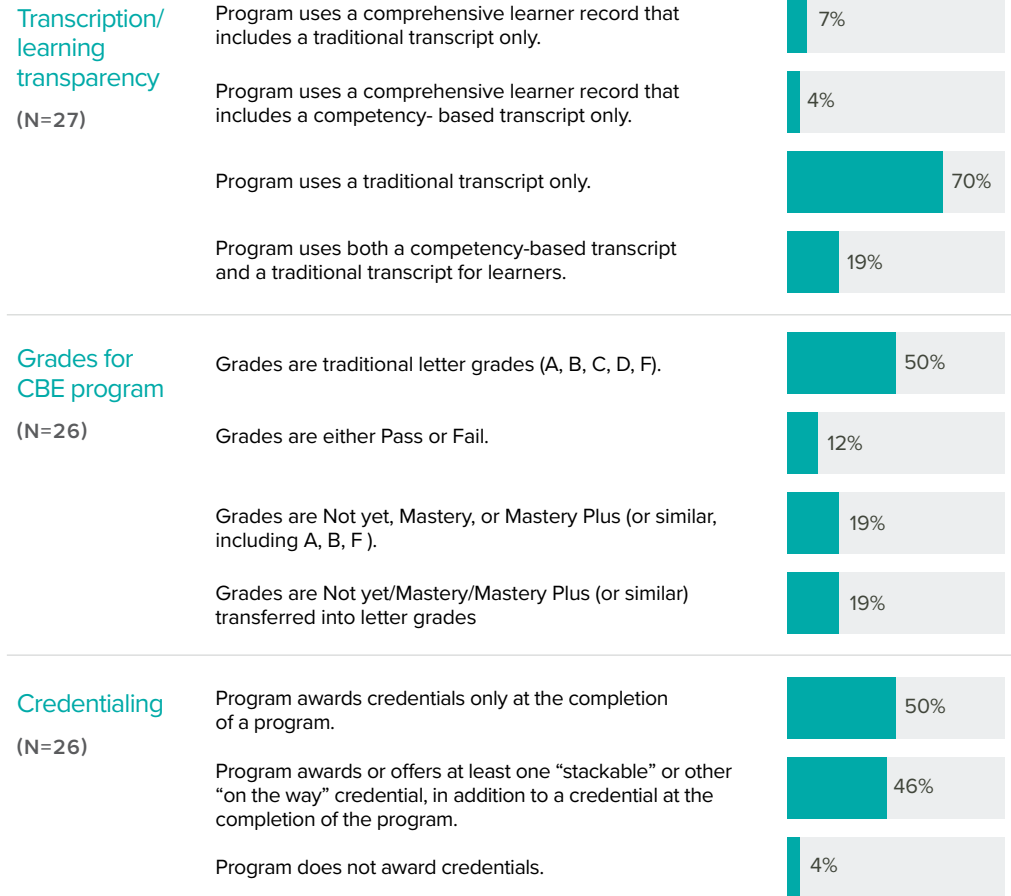 Transcription/
learning
transparency
(N=27)
Program uses a comprehensive learner record that
includes a traditional transcript only.
7%
Program uses a comprehensive learner record that
includes a competency- based transcript only.
4%
Program uses a traditional transcript only.
70%
Program uses both a competency-based transcript
and a traditional transcript for learners.
19%
Grades for
CBE program
(N=26)
Grades are traditional letter grades (A, B, C, D, F).
50%
Grades are either Pass or Fail.
12%
Grades are Not yet, Mastery, or Mastery Plus (or similar,
including A, B, F ).
19%
Grades are Not yet/Mastery/Mastery Plus (or similar)
transferred into letter grades
19%
Credentialing
(N=26)
Program awards credentials only at the completion
of a program.
50%
Program awards or offers at least one “stackable” or other
“on the way” credential, in addition to a credential at the
completion of the program.
46%
Program does not award credentials.
4%